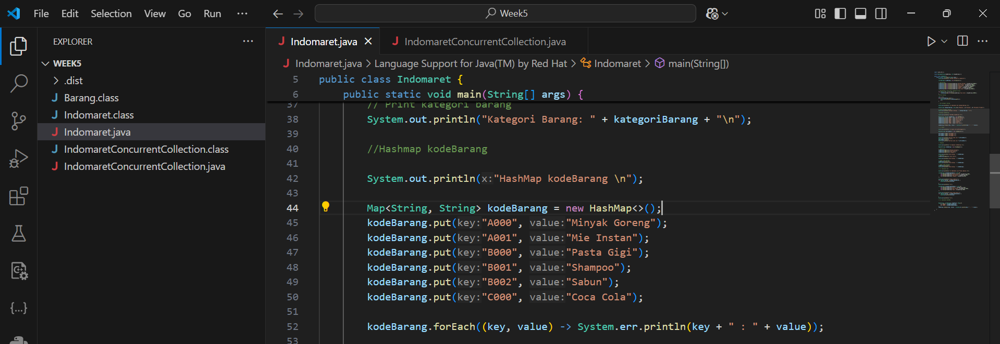 File Edit Selection View Go Run ··· Week5
EXPLORER ···
WEEK5
.dist
J Barang.class
J Indomaret.class
J Indomaret.java
J IndomaretConcurrentCollection.class
J IndomaretConcurrentCollection.java
J Indomaret.java J IndomaretConcurrentCollection.java
J Indomaret.java > Language Support for Java(TM) by Red Hat > Indomaret > main(String[])
5 public class Indomaret {
6 public static void main(String[] args) {
37 // Print kategori barang
38 System.out.println("Kategori Barang: " + kategoriBarang + "\n");
39
40 //Hashmap kodeBarang
41
42 System.out.println(x:"HashMap kodeBarang \n");
43
44 Map<String, String> kodeBarang = new HashMap<>();
45 kodeBarang.put(key:"A000", value:"Minyak Goreng");
46 kodeBarang.put(key:"A001", value:"Mie Instan");
47 kodeBarang.put(key:"B000", value:"Pasta Gigi");
48 kodeBarang.put(key:"B001", value:"Shampoo");
49 kodeBarang.put(key:"B002", value:"Sabun");
50 kodeBarang.put(key:"C000", value:"Coca Cola");
51
52 kodeBarang.forEach((key, value) -> System.err.println(key + " : " + value));
53